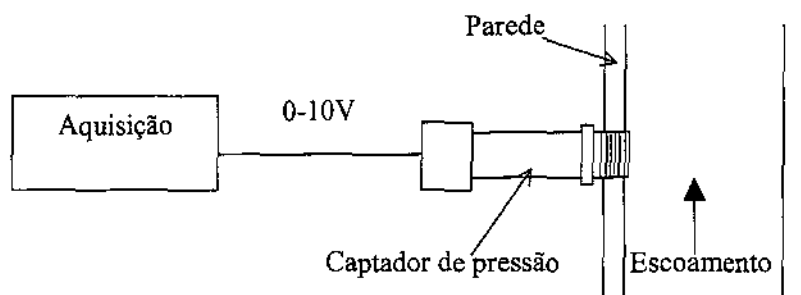 Parede
Aquisição
0-10V
Captador de pressão
Escoamento